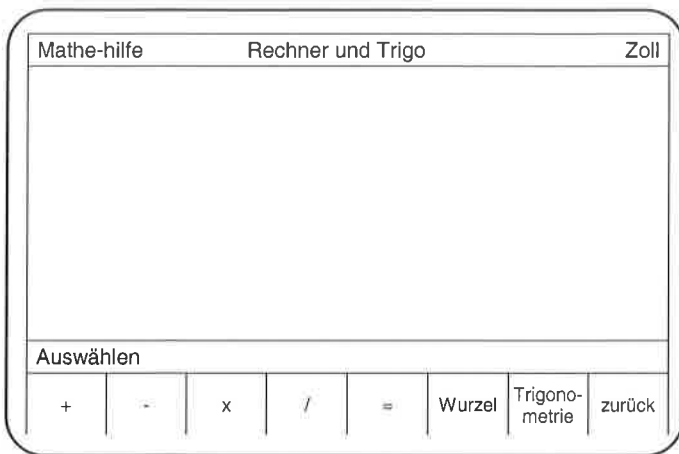 Mathe-hilfe Rechner und Trigo Zoll
Auswählen
+ - x / = Wurzel Trigono-
metrie zurück